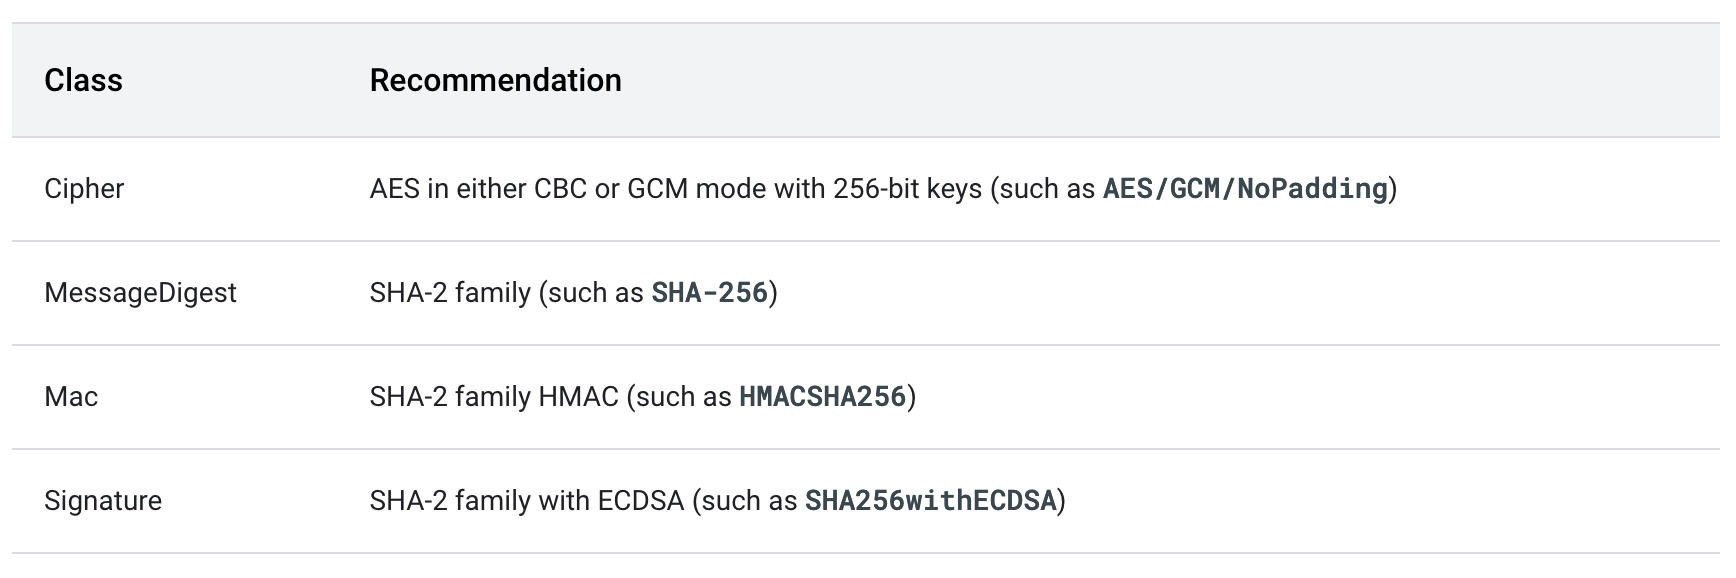 Class Recommendation
Cipher AES in either CBC or GCM mode with 256-bit keys (such as AES/GCM/NoPadding)
MessageDigest SHA-2 family (such as SHA-256)
Mac SHA-2 family HMAC (such as HMACSHA256)
Signature SHA-2 family with ECDSA (such as SHA256withECDSA)